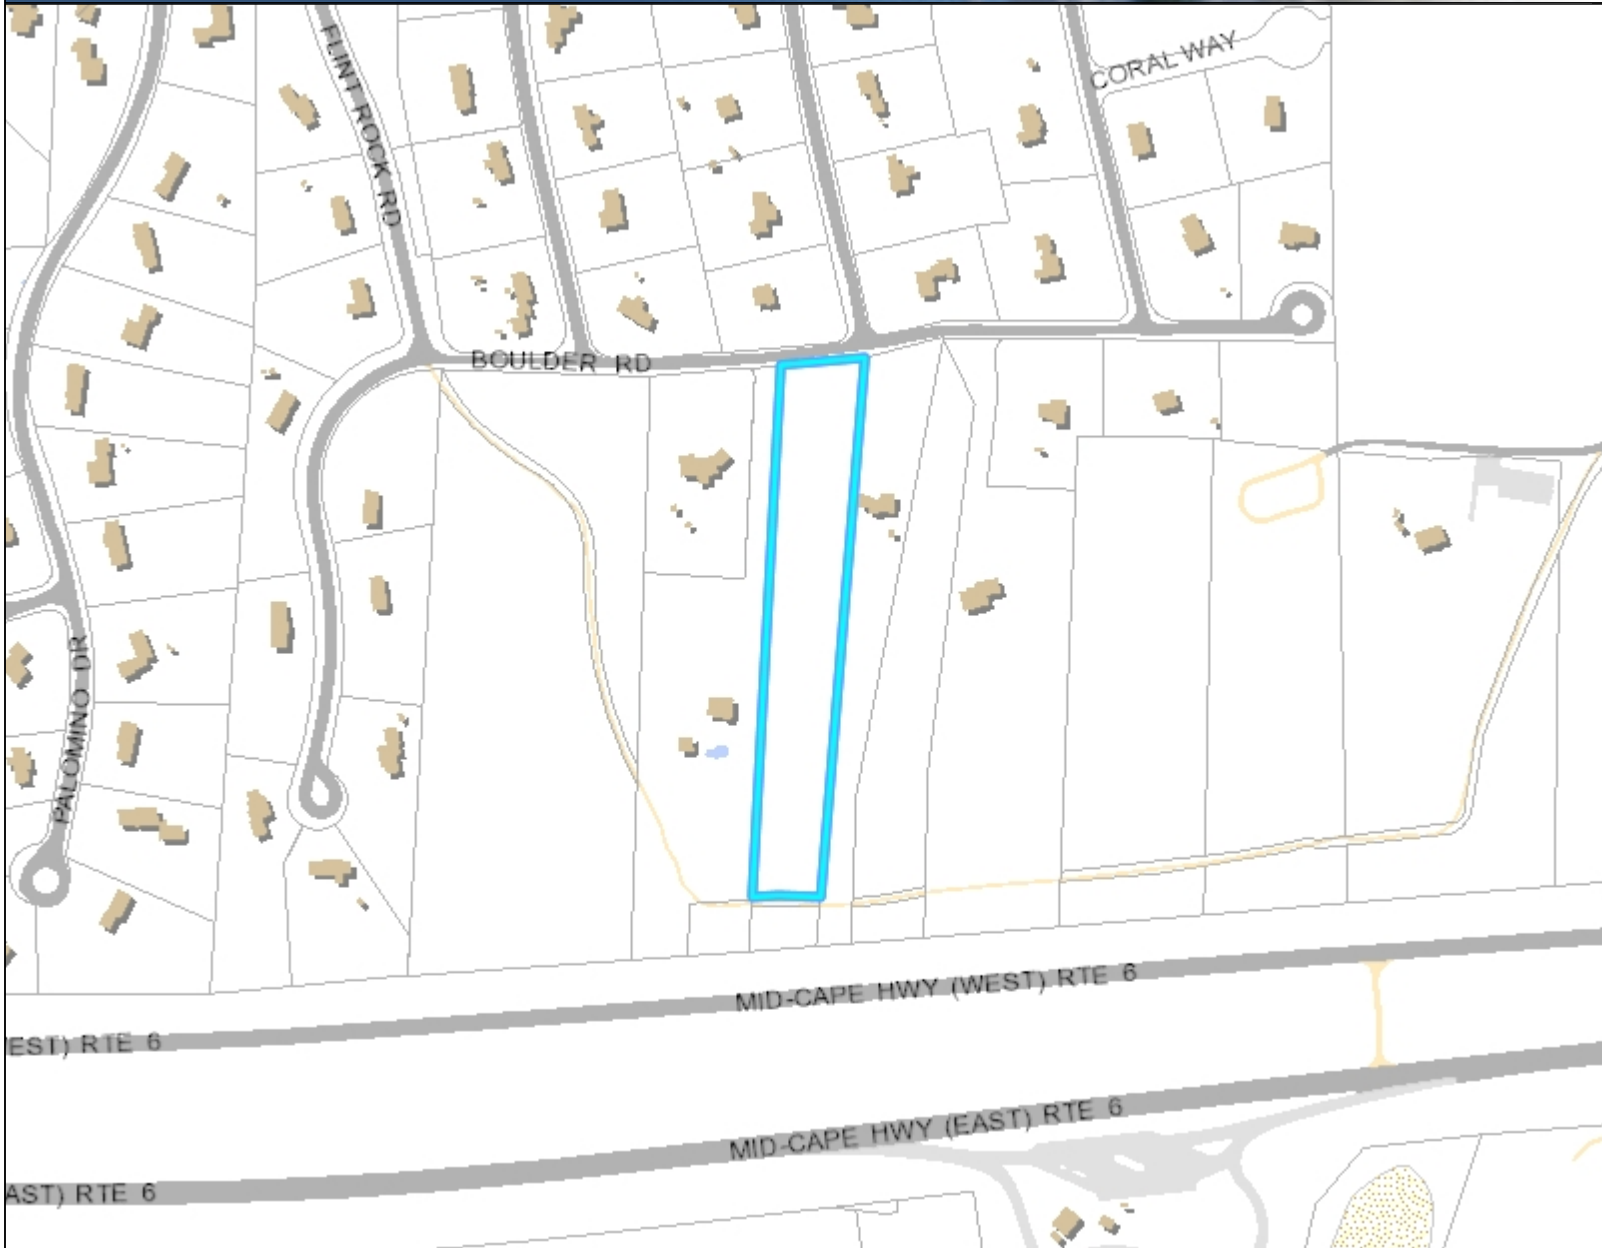 FLINT ROCK RD
CORAL WAY
BOULDER RD
PALOMINO DR
MID-CAPE HWY (WEST) RTE 6
EST) RTE 6
MID-CAPE HWY (EAST) RTE 6
AST) RTE 6